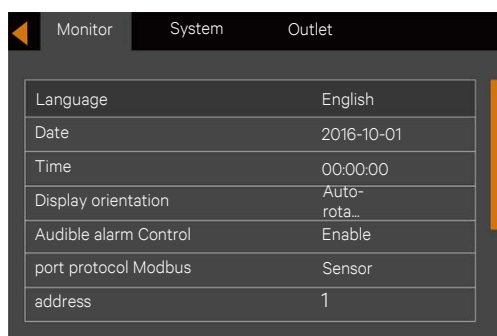 Monitor System Outlet
Language English
Date 2016-10-01
Time 00:00:00
Display orientation Auto-
rota...
Audible alarm Control Enable
port protocol Modbus Sensor
address 1